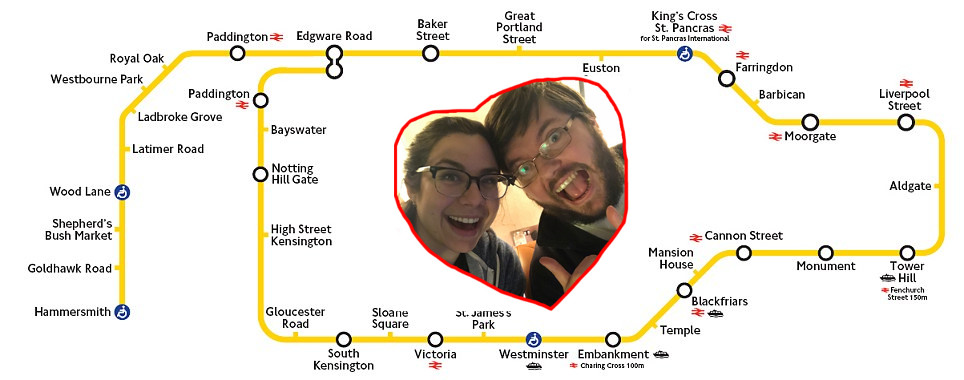 Paddington
Edgware Road
Baker
Street
Great
Portland
Street
King's Cross
St. Pancras
for St. Pancras International
Royal Oak
Westbourne Park
Ladbroke Grove
Latimer Road
Wood Lane
Shepherd's
Bush Market
Goldhawk Road
Hammersmith
Paddington
Bayswater
Notting
Hill Gate
High Street
Kensington
Euston
Farringdon
Barbican
Moorgate
Liverpool
Street
Aldgate
Tower
Hill
Fenchurch
Street 150m
Monument
Cannon Street
Mansion
House
Blackfriars
Temple
Embankment
Charing Cross 100m
Westminster
St. James's
Park
Victoria
Sloane
Square
South
Kensington
Gloucester
Road